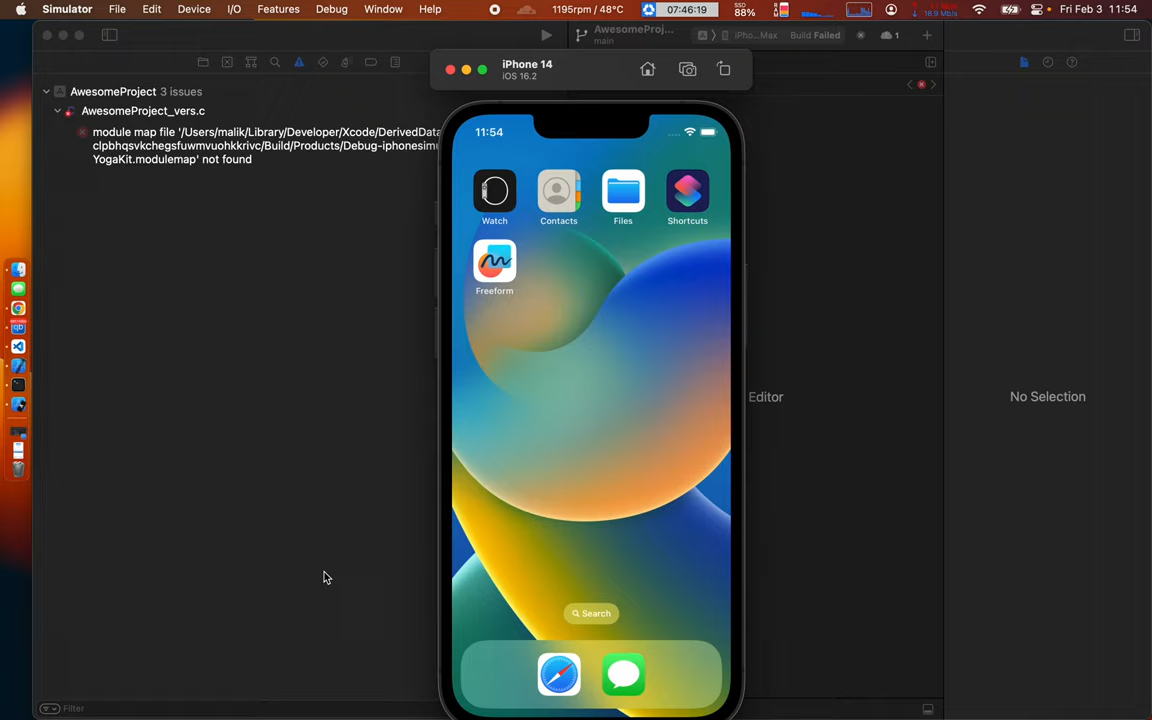 Simulator File Edit View I/O Device Features Debug Window Help
1195rpm / 48°C 07:46:19 SSD 88% Fri Feb 3 11:54
AwesomeProj...
main
Build Failed
1
iPhone 14
iOS 16.2
AwesomeProject 3 issues
AwesomeProject_vers.c
module map file '/Users/malik/Library/Developer/Xcode/DerivedData
clpbhqsvkchegsfuwmvuohkkrivc/Build/Products/Debug-iphonesimu
YogaKit.modulemap' not found
11:54
Watch Contacts Files Shortcuts
Freeform
Editor
No Selection
Search
Filter